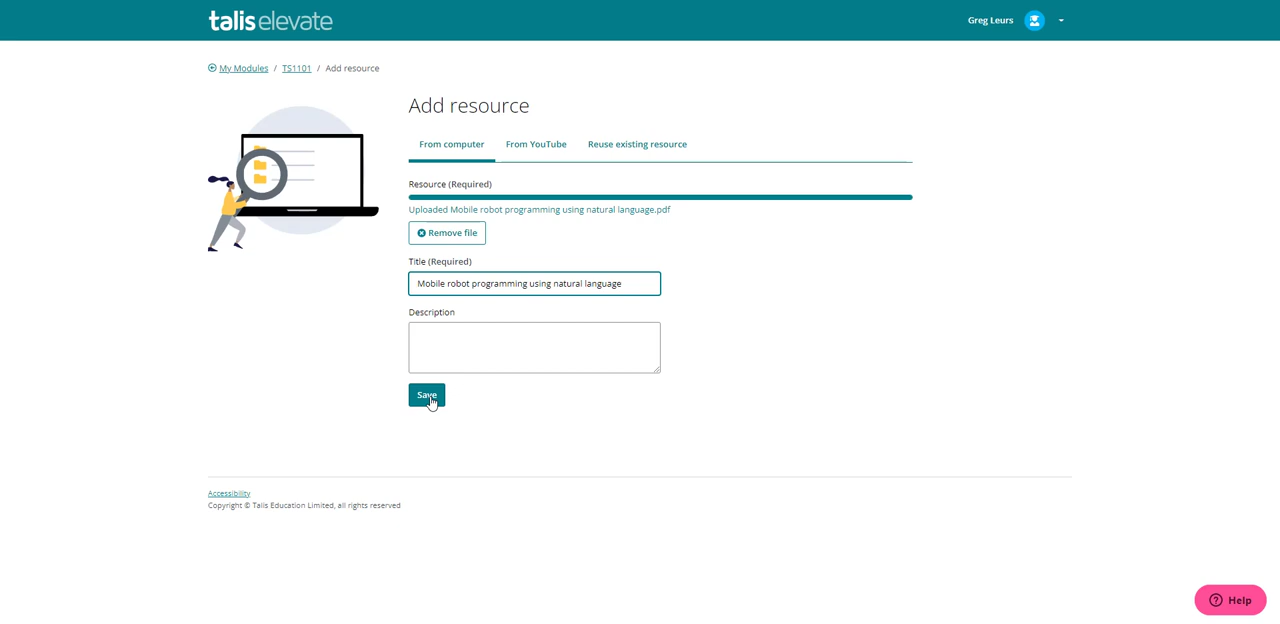 talis elevate
Greg Leurs
My Modules / TS1101 / Add resource
Add resource
From computer From YouTube Reuse existing resource
Resource (Required)
Uploaded Mobile robot programming using natural language.pdf
Remove file
Title (Required)
Mobile robot programming using natural language
Description
Save
Accessibility
Copyright © Talis Education Limited, all rights reserved
Help